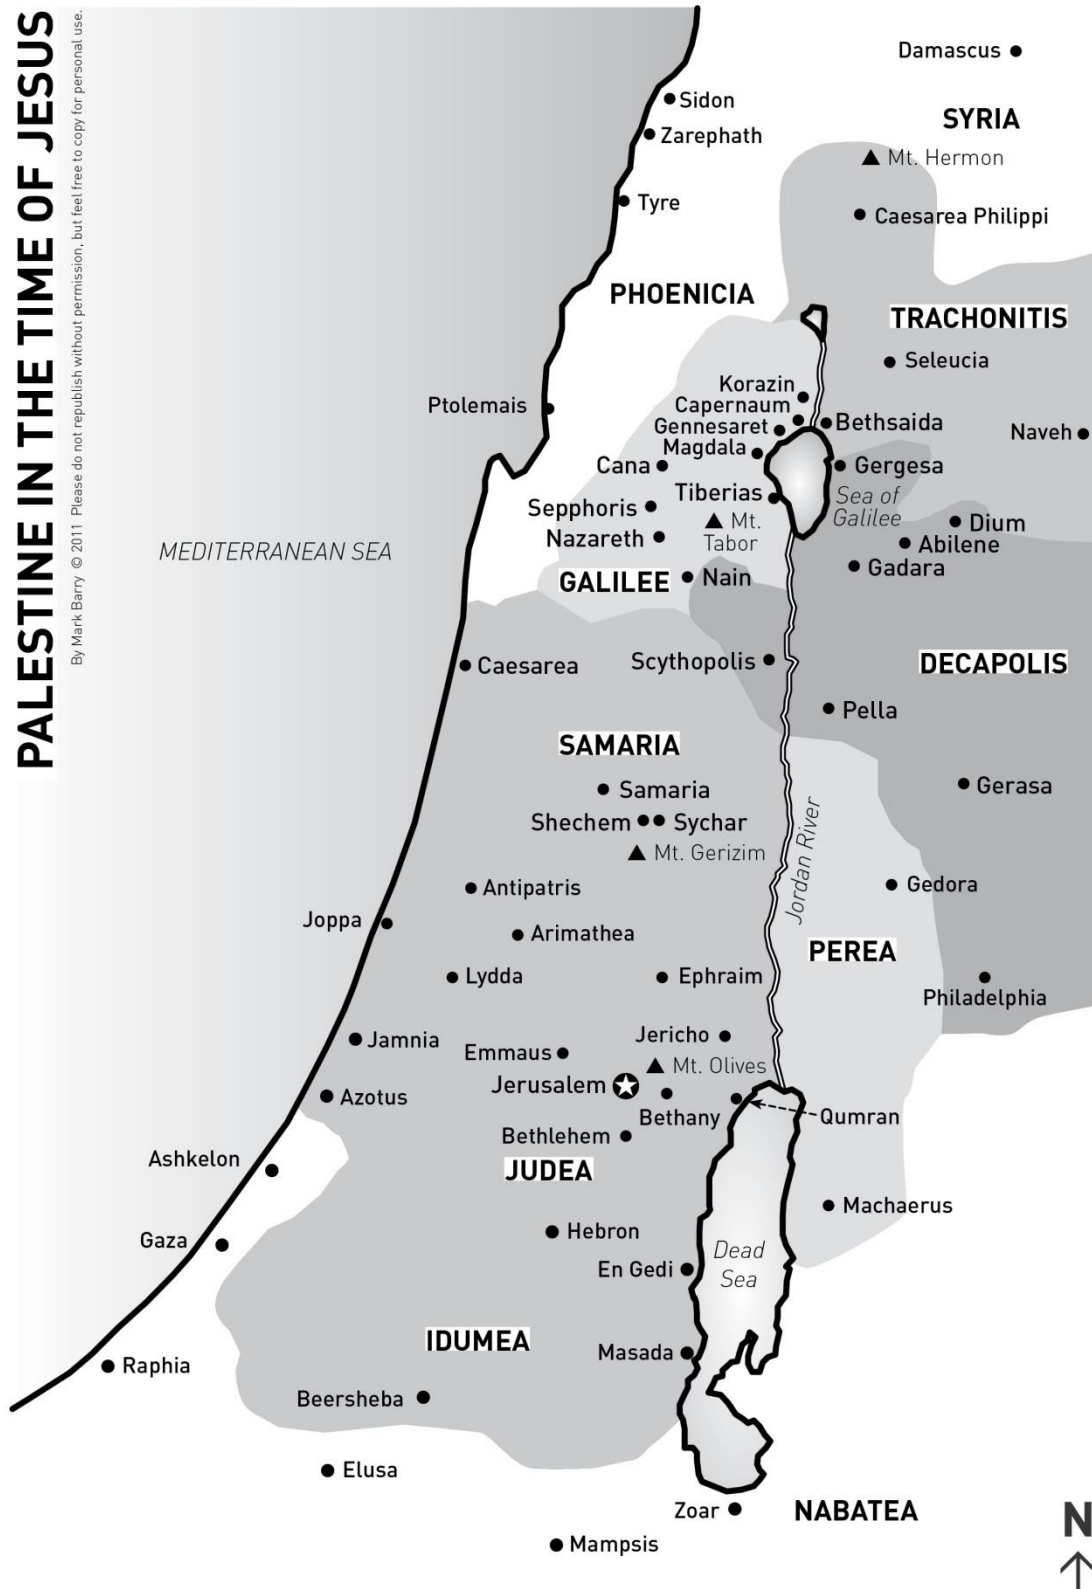 PALESTINE IN THE TIME OF JESUS
By Mark Barry © 2011 Please do not republish without permission, but feel free to copy for personal use.
Damascus
Sidon
SYRIA
Zarephath
Mt. Hermon
Tyre
Caesarea Philippi
PHOENICIA
TRACHONITIS
Seleucia
Korazin
Capernaum
Ptolemais
Gennesaret
Bethsaida
Naveh
Magdala
Cana
Gergesa
Tiberias
Sea of
Galilee
Sepphoris
Mt.
Tabor
Dium
Nazareth
Abilene
MEDITERRANEAN SEA
Gadara
GALILEE
Nain
Caesarea
Scythopolis
DECAPOLIS
Pella
SAMARIA
Samaria
Gerasa
Shechem
Sychar
Mt. Gerizim
Jordan River
Antipatris
Gedora
Joppa
Arimathea
PEREA
Lydda
Ephraim
Philadelphia
Jamnia
Jericho
Emmaus
Mt. Olives
Jerusalem
Azotus
Bethany
Qumran
Bethlehem
Ashkelon
JUDEA
Machaerus
Hebron
Gaza
Dead
Sea
En Gedi
IDUMEA
Masada
Raphia
Beersheba
Elusa
Zoar
NABATEA
N
Mampsis